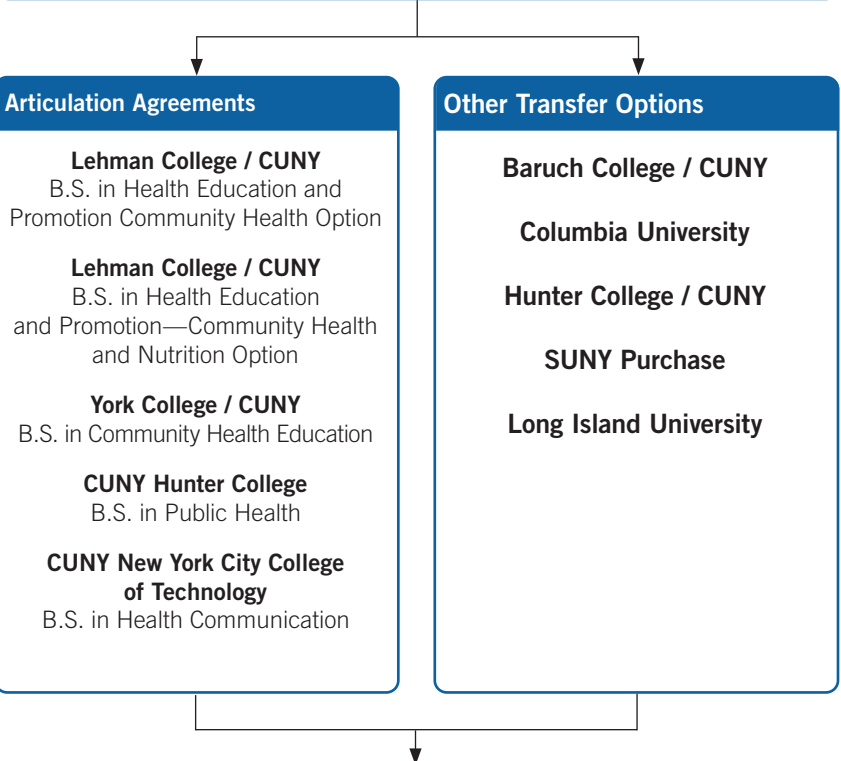 Articulation Agreements
Lehman College / CUNY
B.S. in Health Education and
Promotion Community Health Option
Lehman College / CUNY
B.S. in Health Education
and Promotion—Community Health
and Nutrition Option
York College / CUNY
B.S. in Community Health Education
CUNY Hunter College
B.S. in Public Health
CUNY New York City College
of Technology
B.S. in Health Communication
Other Transfer Options
Baruch College / CUNY
Columbia University
Hunter College / CUNY
SUNY Purchase
Long Island University